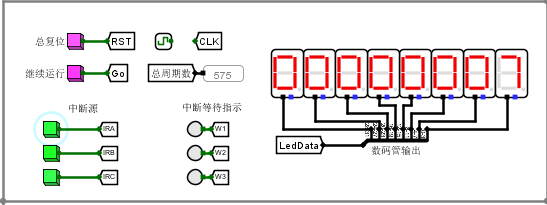 总复位 RST CLK
继续运行 Go 总周期数 575
中断源 中断等待指示
IRA W1
IRB W2
IRC W3
00000001
LedData
数码管输出